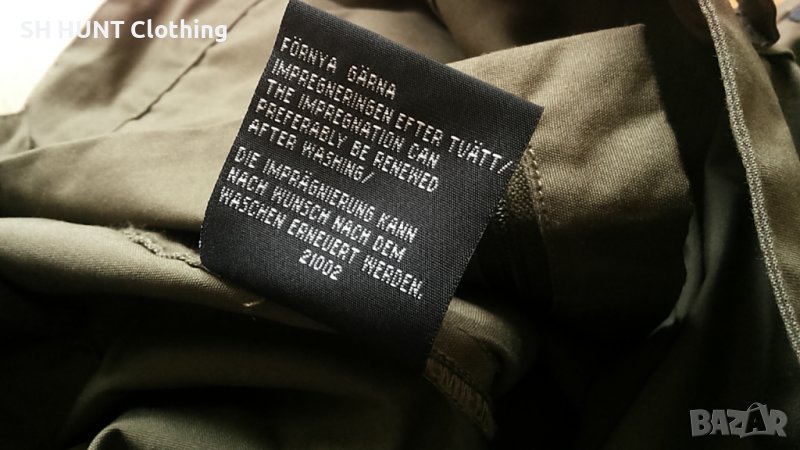 SH HUNT Clothing
FÖRNYA GÄRNA
IMPREGNERINGEN EFTER TVÄTT/
THE IMPREGNATION CAN
PREFERABLY BE RENEWED
AFTER WASHING/
DIE IMPRÄGNIERUNG KANN
NACH WUNSCH NACH DEM
WASCHEN ERNEUERT WERDEN.
21002
BAZAR